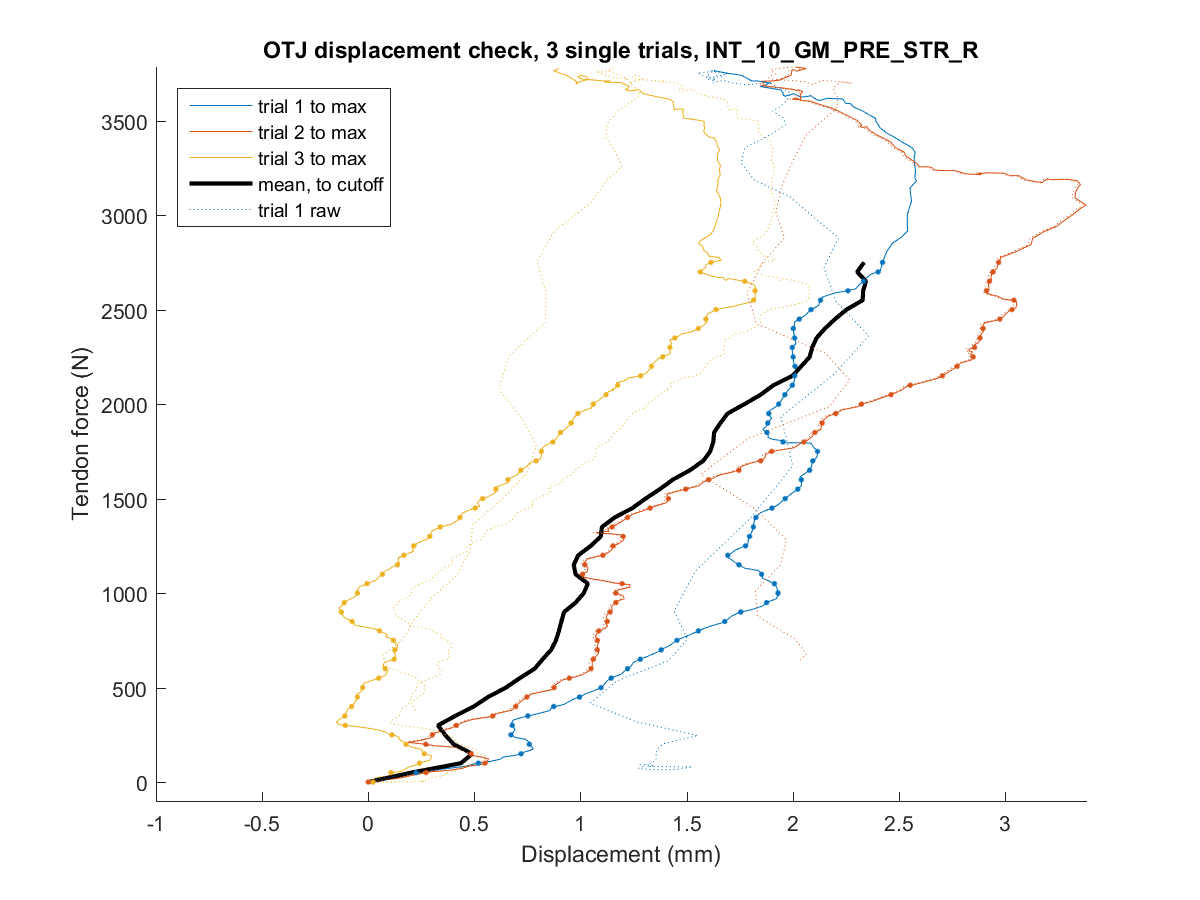 OTJ displacement check, 3 single trials, INT_10_GM_PRE_STR_R
trial 1 to max
trial 2 to max
trial 3 to max
mean, to cutoff
trial 1 raw
Tendon force (N)
3500
3000
2500
2000
1500
1000
500
0
-1
-0.5
0
0.5
1
1.5
2
2.5
3
Displacement (mm)